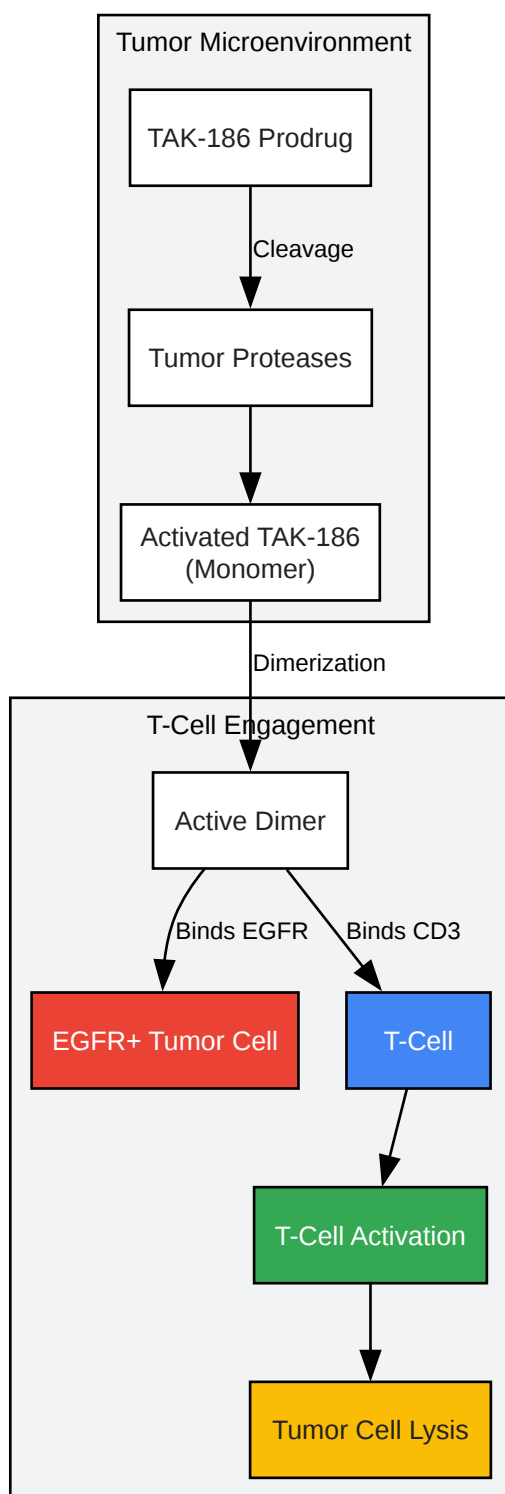 Tumor Microenvironment
TAK-186 Prodrug
Cleavage
Tumor Proteases
Activated TAK-186
(Monomer)
Dimerization
T-Cell Engagement
Active Dimer
Binds EGFR
Binds CD3
EGFR+ Tumor Cell
T-Cell
T-Cell Activation
Tumor Cell Lysis